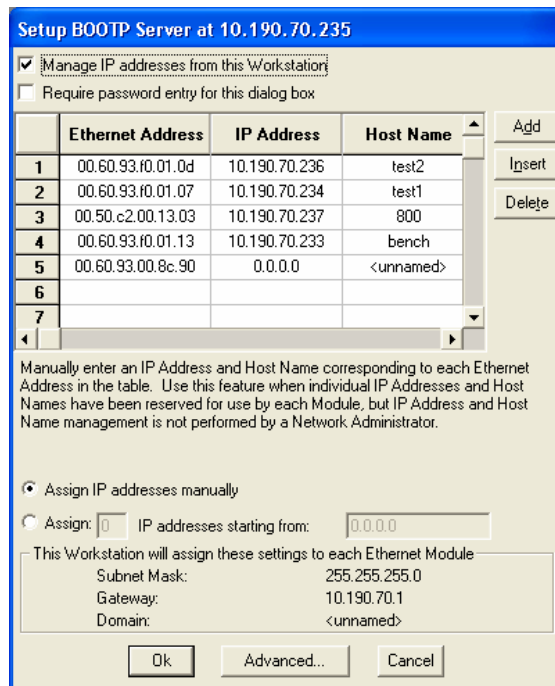 Setup BOOTP Server at 10.190.70.235
Manage IP addresses from this Workstation
Require password entry for this dialog box
Ethernet Address IP Address Host Name
1 00.60.93.f0.01.0d 10.190.70.236 test2
2 00.60.93.f0.01.07 10.190.70.234 test1
3 00.50.c2.00.13.03 10.190.70.237 800
4 00.60.93.f0.01.13 10.190.70.233 bench
5 00.60.93.00.8c.90 0.0.0.0 <unnamed>
6
7
Add
Insert
Delete
Manually enter an IP Address and Host Name corresponding to each Ethernet
Address in the table. Use this feature when individual IP Addresses and Host
Names have been reserved for use by each Module, but IP Address and Host
Name management is not performed by a Network Administrator.
Assign IP addresses manually
Assign: 0 IP addresses starting from: 0.0.0.0
This Workstation will assign these settings to each Ethernet Module
Subnet Mask: 255.255.255.0
Gateway: 10.190.70.1
Domain: <unnamed>
Ok Advanced... Cancel